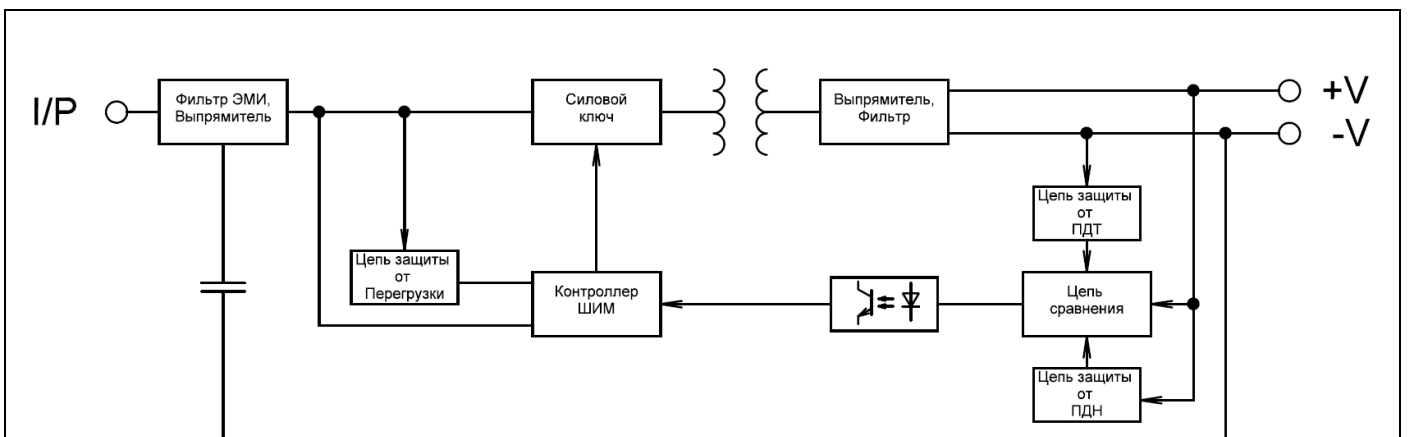 I/P
Фильтр ЭМИ,
Выпрямитель
Силовой
ключ
Выпрямитель,
Фильтр
+V
-V
Цепь защиты
от
ПДТ
Цепь защиты
от
Перегрузки
Контроллер
ШИМ
Цепь
сравнения
Цепь защиты
от
ПДН